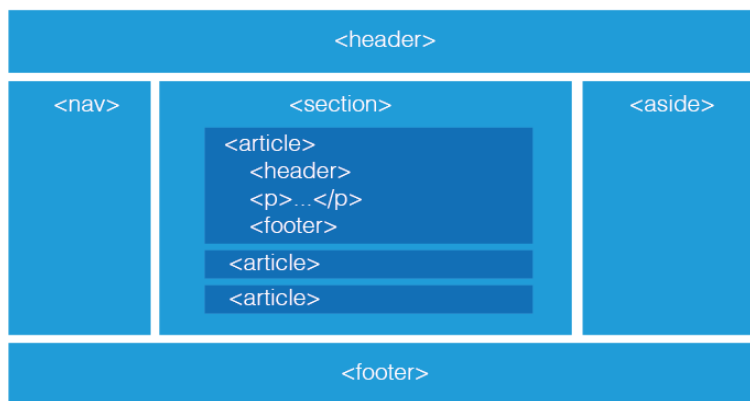 <header>
<nav>
<section>
<aside>
<article>
<header>
<p>...</p>
<footer>
<article>
<article>
<footer>